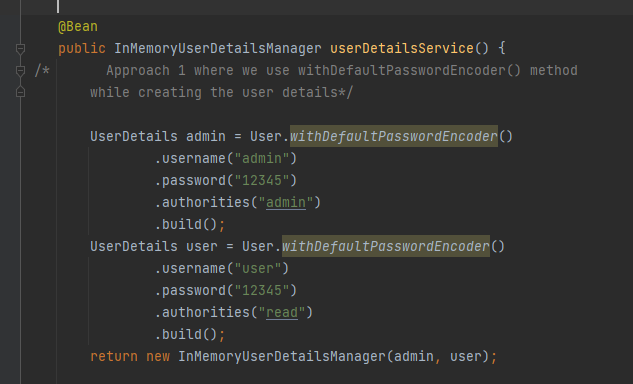 @Bean
public InMemoryUserDetailsManager userDetailsService() {
/*       Approach 1 where we use withDefaultPasswordEncoder() method
    while creating the user details*/
    UserDetails admin = User.withDefaultPasswordEncoder()
            .username("admin")
            .password("12345")
            .authorities("admin")
            .build();
    UserDetails user = User.withDefaultPasswordEncoder()
            .username("user")
            .password("12345")
            .authorities("read")
            .build();
    return new InMemoryUserDetailsManager(admin, user);